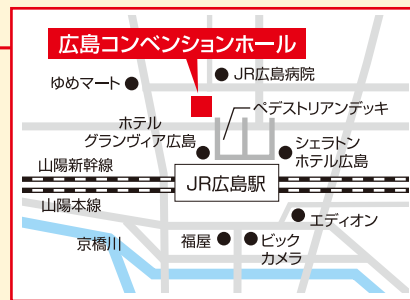 広島コンベンションホール
JR広島病院
ゆめマート
ペデストリアンデッキ
ホテル
グランヴィア広島
シェラトン
ホテル広島
山陽新幹線
JR広島駅
山陽本線
エディオン
京橋川
福屋
ビック
カメラ